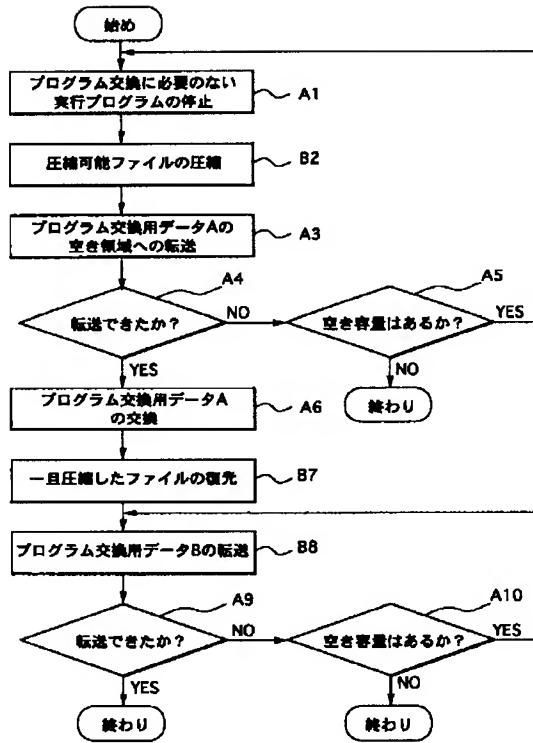 始め
プログラム交換に必要のない
実行プログラムの停止
A1
圧縮可能ファイルの圧縮
B2
プログラム交換用データAの
空き領域への転送
A3
A4
転送できたか？
NO
A5
空き容量はあるか？
YES
YES
NO
終わり
プログラム交換用データA
の交換
A6
一旦圧縮したファイルの復元
B7
プログラム交換用データBの転送
B8
A9
転送できたか？
NO
A10
空き容量はあるか？
YES
YES
NO
終わり
終わり